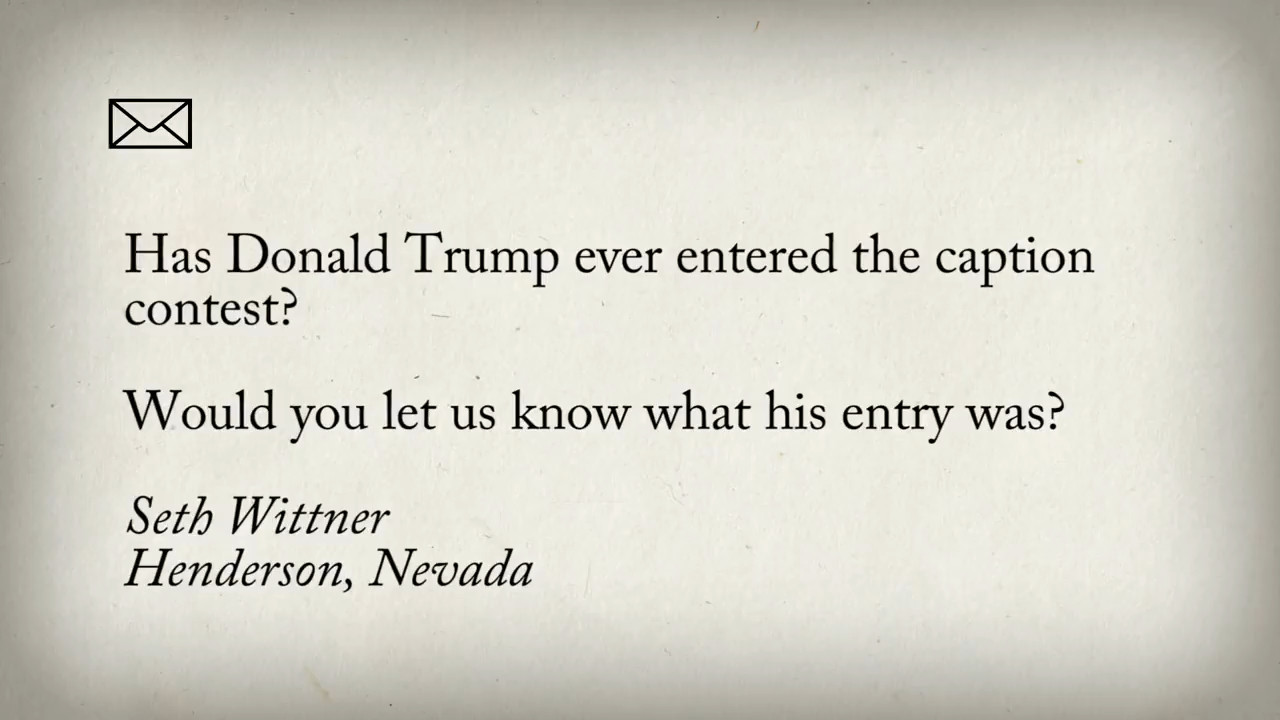 Has Donald Trump ever entered the caption
contest?
Would you let us know what his entry was?
Seth Wittner
Henderson, Nevada